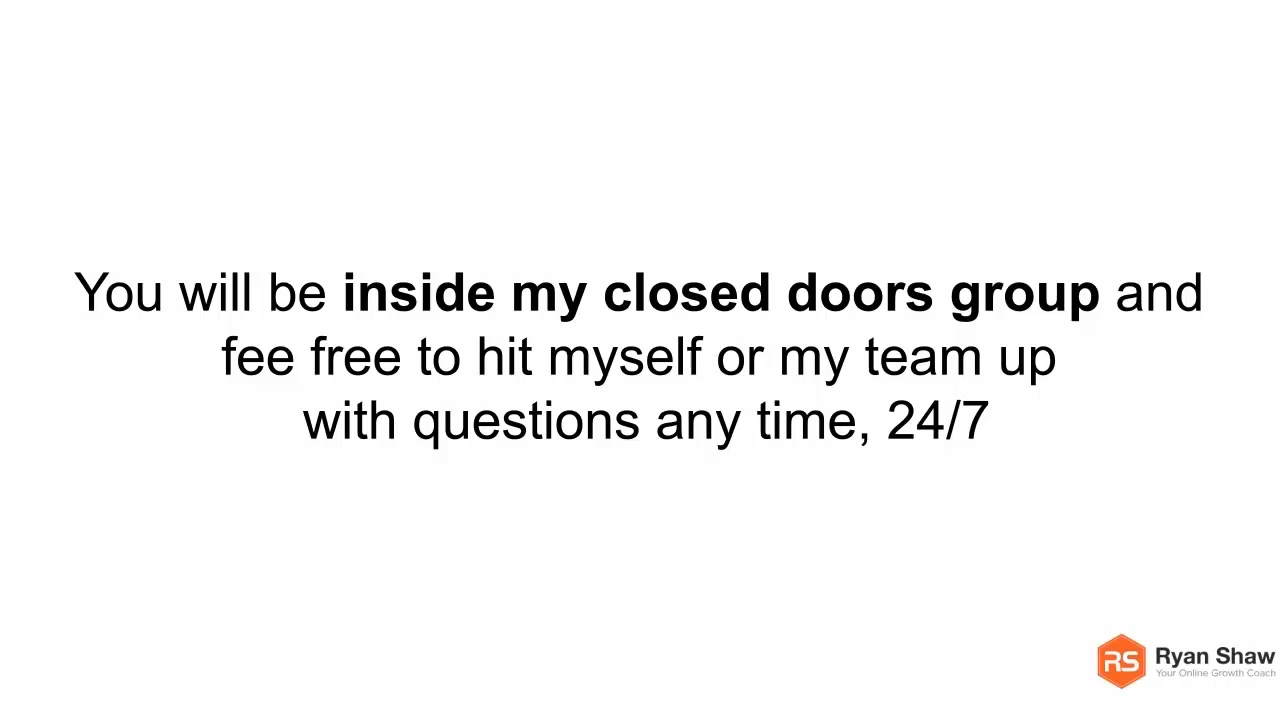 You will be inside my closed doors group and
fee free to hit myself or my team up
with questions any time, 24/7
RS
Ryan Shaw
Your Online Growth Coach